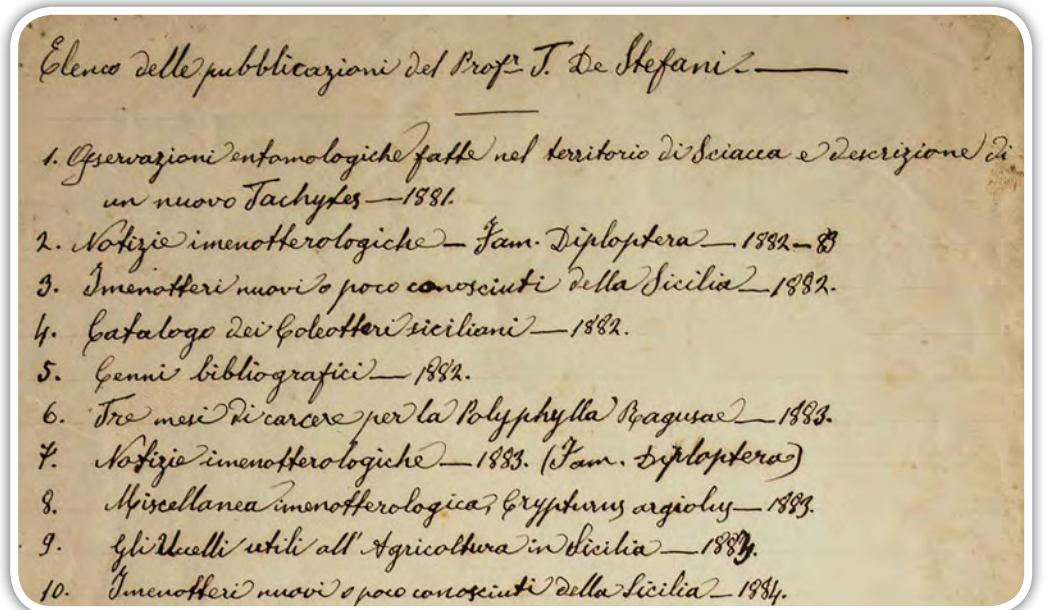 Elenco delle pubblicazioni del Profr. T. De Stefani. —
1. Osservazioni entomologiche fatte nel territorio di Sciacca e descrizione di
un nuovo Tachytes — 1881.
2. Notizie imenotterologiche — Fam. Diploptera — 1882-83
3. Imenotteri nuovi o poco conosciuti della Sicilia — 1882.
4. Catalogo dei Coleotteri siciliani — 1882.
5. Cenni bibliografici — 1882.
6. Tre mesi di carcere per la Polyphylla Ragusae — 1883.
7. Notizie imenotterologiche — 1883. (Fam. Diploptera)
8. Miscellanea imenotterologica, Crypturus argiolus — 1883.
9. Gli Uccelli utili all'Agricoltura in Sicilia —
10. Imenotteri nuovi o poco conosciuti della Sicilia — 1884.